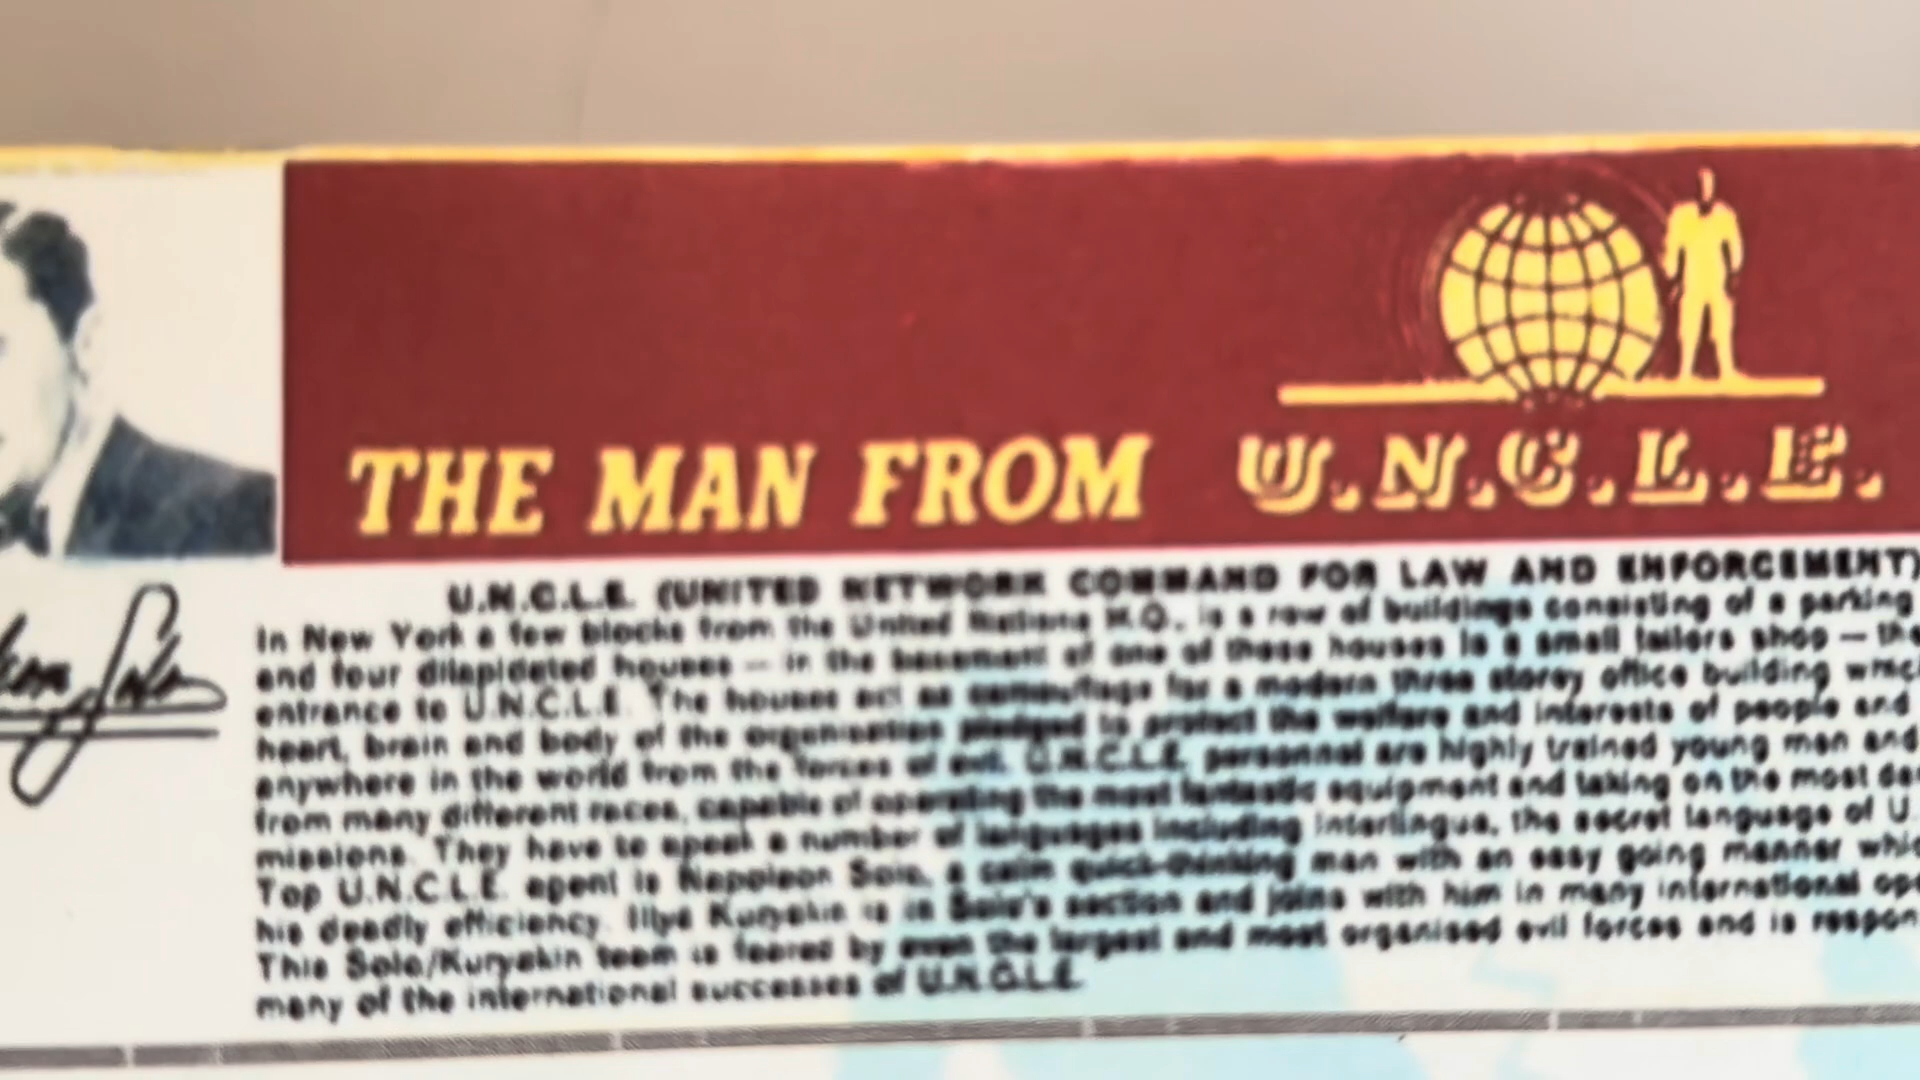 THE MAN FROM U.N.C.L.E.
U.N.C.L.E. (UNITED NETWORK COMMAND FOR LAW AND ENFORCEMENT)
In New York a few blocks from the United Nations H.Q., is a row of buildings consisting of a parking
and four dilapidated houses — in the basement of one of these houses is a small tailors shop — the
entrance to U.N.C.L.E. The houses act as camouflage for a modern three storey office building
heart, brain and body of the organisation pledged to protect the welfare and interests of people and
anywhere in the world from the forces of evil. U.N.C.L.E. personnel are highly trained young men and
from many different races, capable of operating the most fantastic equipment and taking on the most
missions. They have to speak a number of languages including Interlingua, the secret language of U.
Top U.N.C.L.E. agent is Napoleon Solo, a calm quick-thinking man with an easy going manner
his deadly efficiency. Illya Kuryakin is in Solo's section and joins with him in many international
This Solo/Kuryakin team is feared by even the largest and most organised evil forces and is
many of the international successes of U.N.C.L.E.